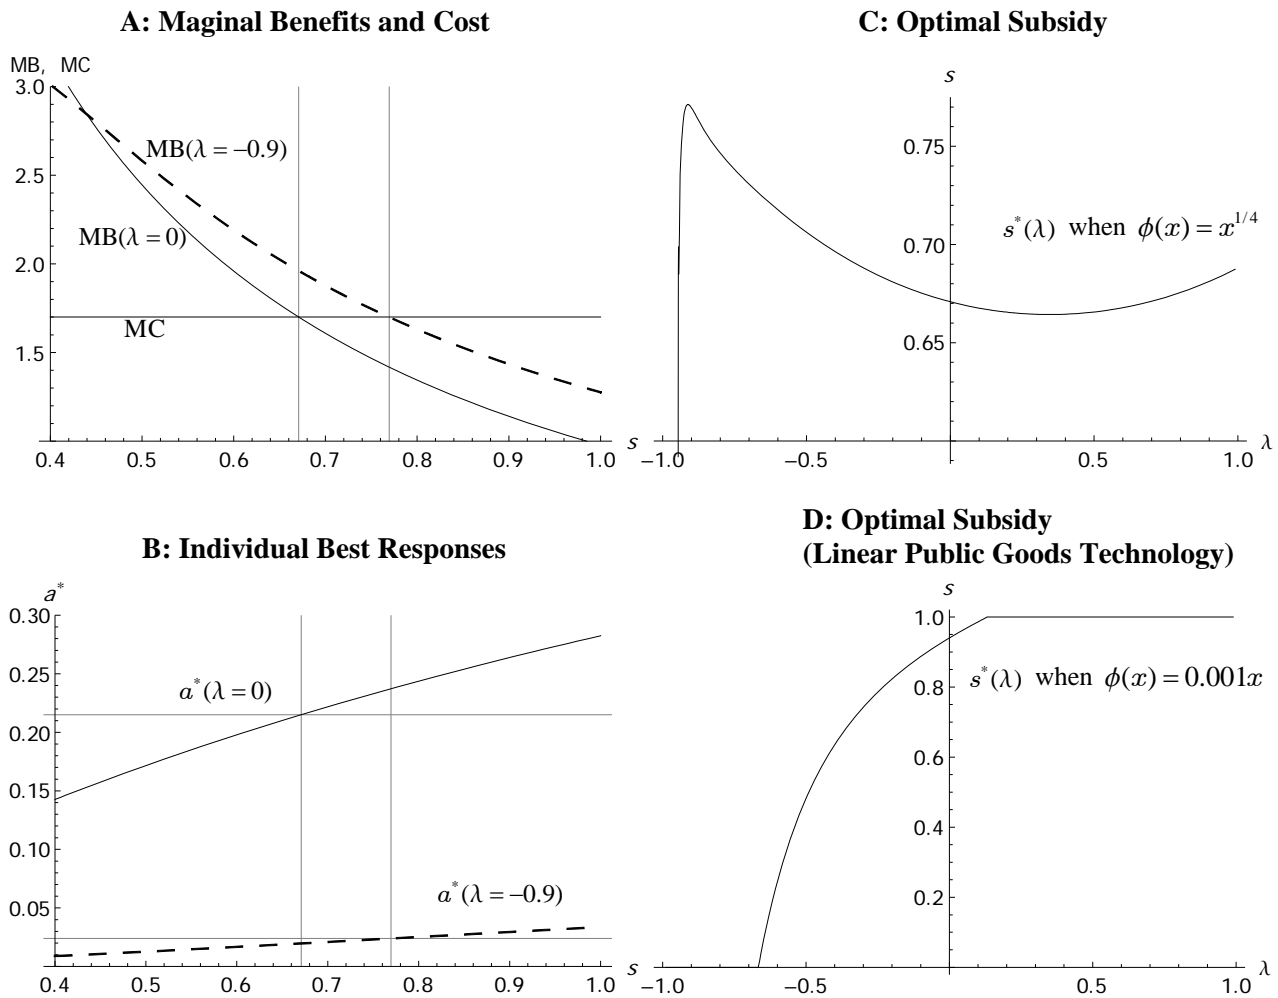 A: Maginal Benefits and Cost
MB, MC
3.0
2.5
2.0
1.5
MB(λ = −0.9)
MB(λ = 0)
MC
0.4 0.5 0.6 0.7 0.8 0.9 1.0
s
C: Optimal Subsidy
s
0.75
0.70
0.65
s*(λ) when ϕ(x) = x^1/4
−1.0 −0.5 0.5 1.0
λ
B: Individual Best Responses
a*
0.30
0.25
0.20
0.15
0.10
0.05
a*(λ = 0)
a*(λ = −0.9)
0.4 0.5 0.6 0.7 0.8 0.9 1.0
s
D: Optimal Subsidy
(Linear Public Goods Technology)
s
1.0
0.8
0.6
0.4
0.2
s*(λ) when ϕ(x) = 0.001x
−1.0 −0.5 0.5 1.0
λ